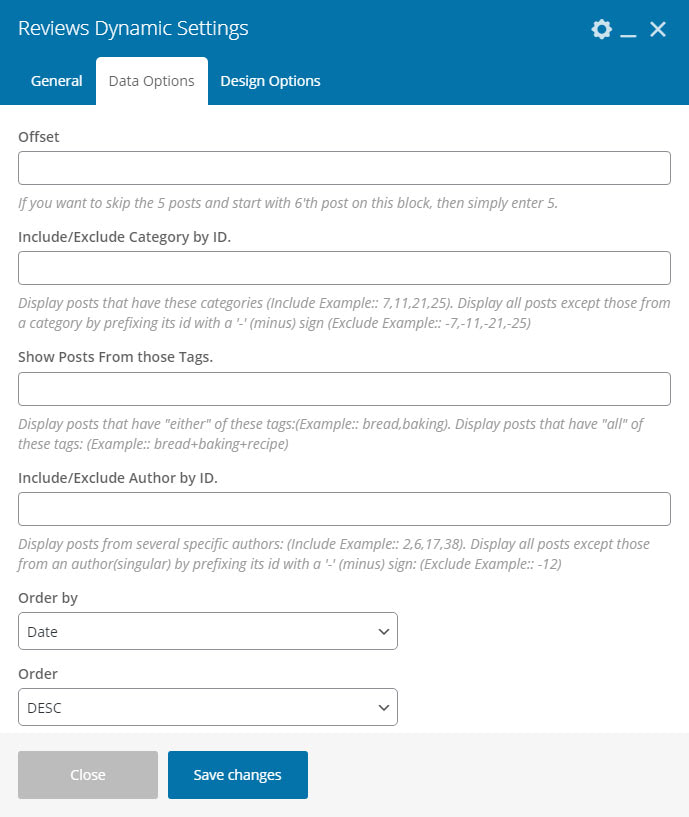 Reviews Dynamic Settings
General Data Options Design Options
Offset
If you want to skip the 5 posts and start with 6'th post on this block, then simply enter 5.
Include/Exclude Category by ID.
Display posts that have these categories (Include Example:: 7,11,21,25). Display all posts except those from
a category by prefixing its id with a '-' (minus) sign (Exclude Example:: -7,-11,-21,-25)
Show Posts From those Tags.
Display posts that have "either" of these tags:(Example:: bread,baking). Display posts that have "all" of
these tags: (Example:: bread+baking+recipe)
Include/Exclude Author by ID.
Display posts from several specific authors: (Include Example:: 2,6,17,38). Display all posts except those
from an author(singular) by prefixing its id with a '-' (minus) sign: (Exclude Example:: -12)
Order by
Date
Order
DESC
Close Save changes